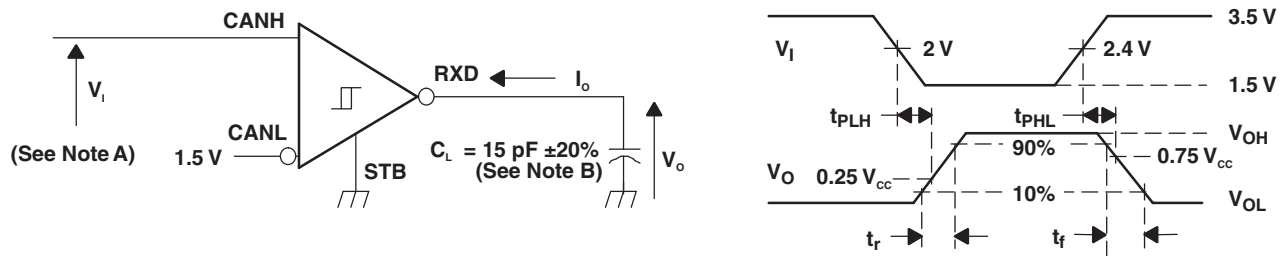 CANH
RXD
I_O
V_I
(See Note A)
CANL
1.5 V
STB
C_L = 15 pF ±20%
(See Note B)
V_O
3.5 V
V_I
2 V
2.4 V
1.5 V
t_PLH
t_PHL
V_OH
90%
0.75 V_cc
V_O
0.25 V_cc
10%
V_OL
t_r
t_f